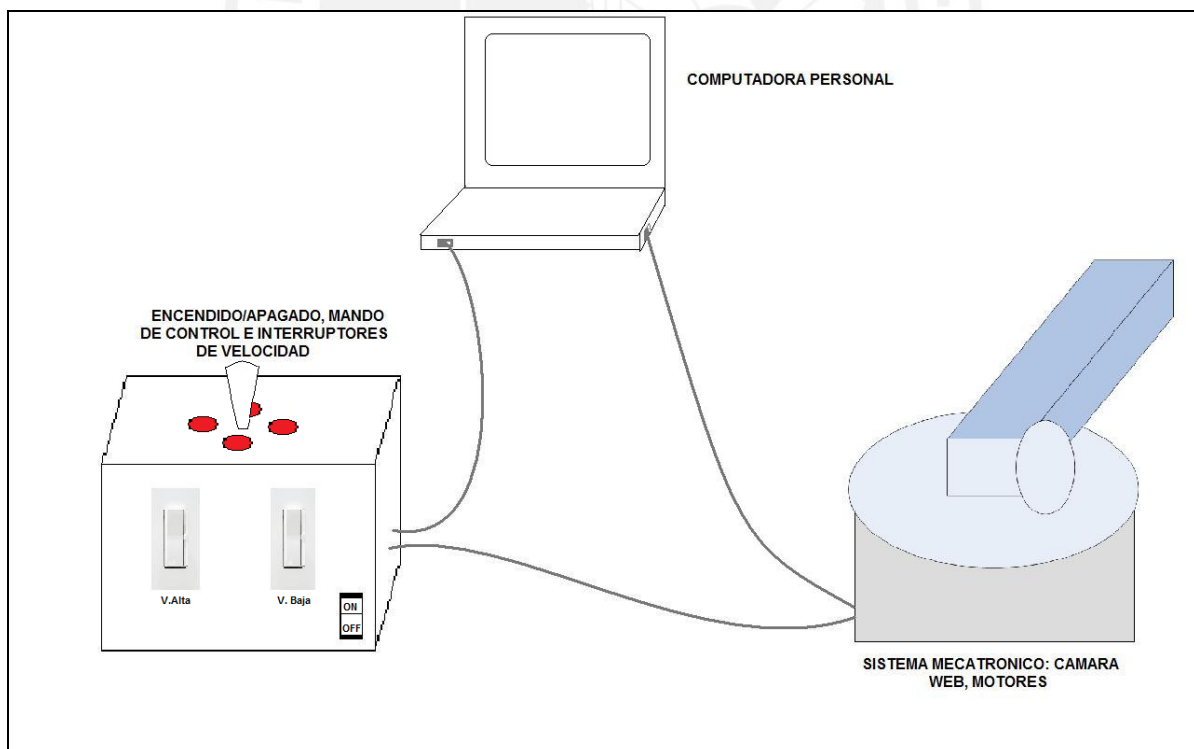 COMPUTADORA PERSONAL
ENCENDIDO/APAGADO, MANDO
DE CONTROL E INTERRUPTORES
DE VELOCIDAD
V.Alta
V. Baja
ON
OFF
SISTEMA MECATRONICO: CAMARA
WEB, MOTORES